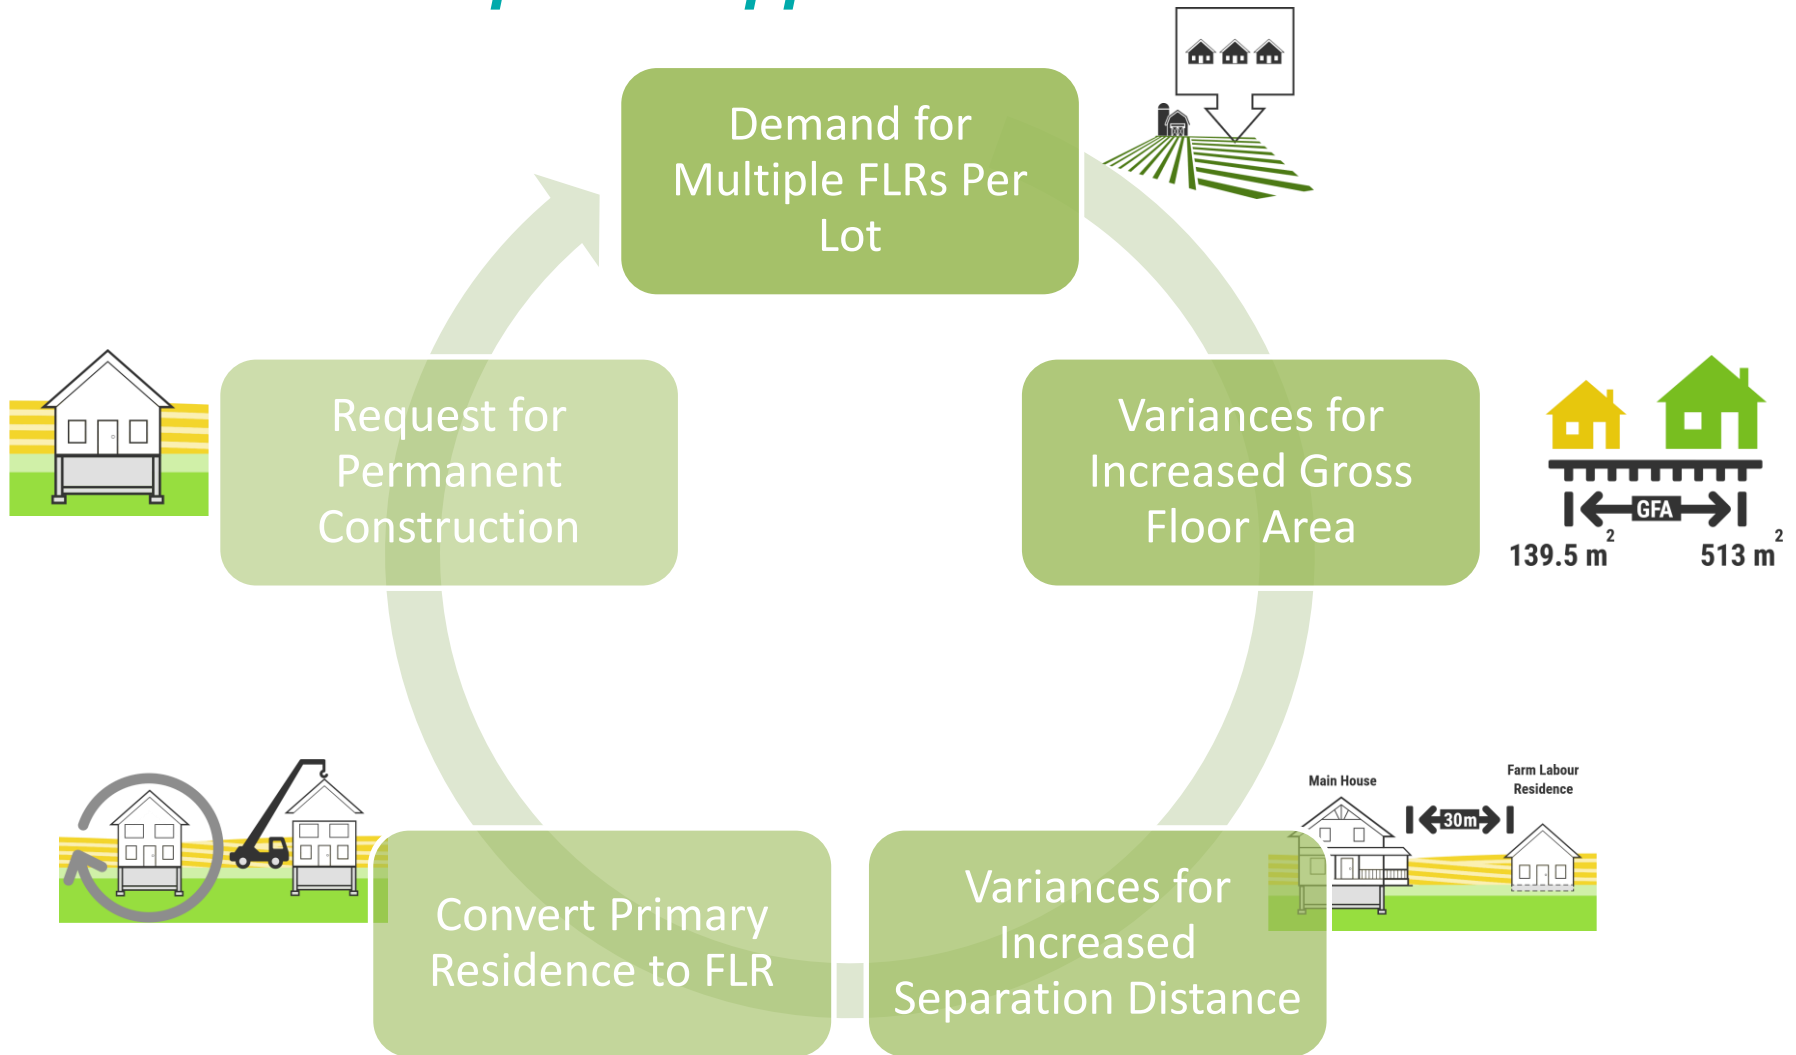 Demand for
Multiple FLRs Per
Lot
Variances for
Increased Gross
Floor Area
GFA
139.5 m²
513 m²
Main House
Farm Labour
Residence
30m
Variances for
Increased
Separation Distance
Convert Primary
Residence to FLR
Request for
Permanent
Construction